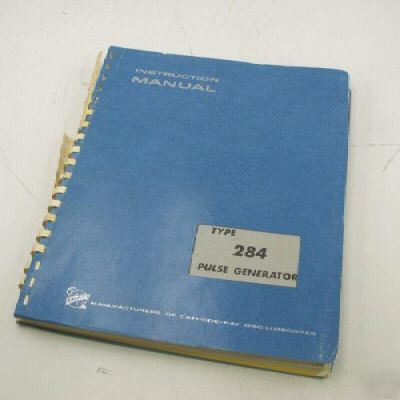 INSTRUCTION
MANUAL
TYPE
284
PULSE GENERATOR
MANUFACTURERS OF CATHODE-RAY OSCILLOSCOPES